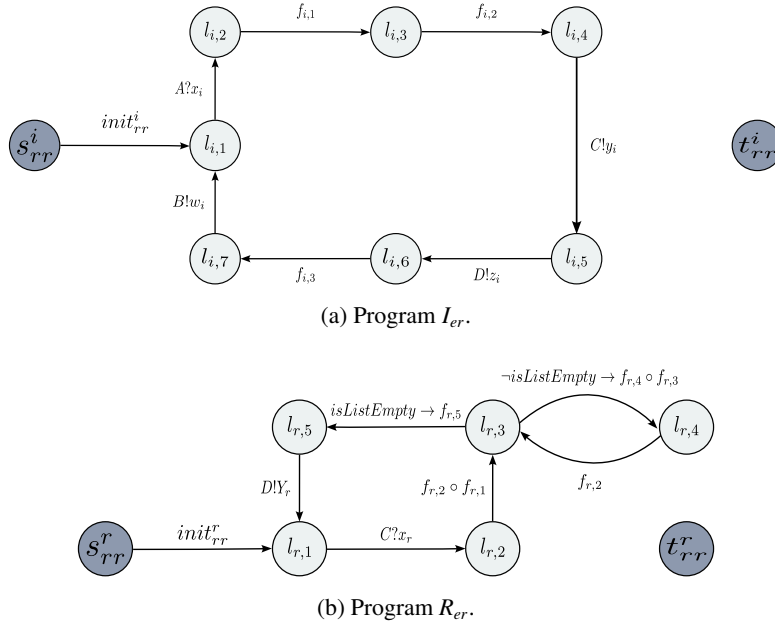 f_{i,1} f_{i,2}
l_{i,2} l_{i,3} l_{i,4}
A?x_i
init^i_{rr} C!y_i
s^i_{rr} l_{i,1} t^i_{rr}
B!w_i
l_{i,7} l_{i,6} l_{i,5}
f_{i,3} D!z_i
(a) Program I_{er}.
¬isListEmpty → f_{r,4} ∘ f_{r,3}
isListEmpty → f_{r,5}
l_{r,5} l_{r,3} l_{r,4}
D!Y_r f_{r,2} ∘ f_{r,1} f_{r,2}
init^r_{rr} C?x_r
s^r_{rr} l_{r,1} l_{r,2} t^r_{rr}
(b) Program R_{er}.